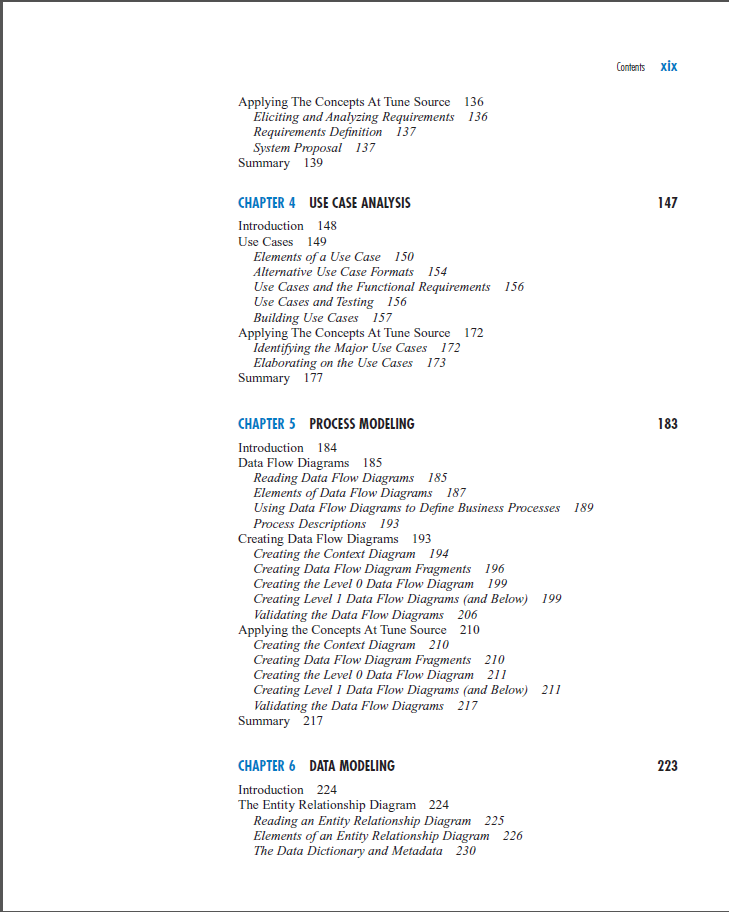 Contents xix
Applying The Concepts At Tune Source 136
Eliciting and Analyzing Requirements 136
Requirements Definition 137
System Proposal 137
Summary 139
CHAPTER 4 USE CASE ANALYSIS 147
Introduction 148
Use Cases 149
Elements of a Use Case 150
Alternative Use Case Formats 154
Use Cases and the Functional Requirements 156
Use Cases and Testing 156
Building Use Cases 157
Applying The Concepts At Tune Source 172
Identifying the Major Use Cases 172
Elaborating on the Use Cases 173
Summary 177
CHAPTER 5 PROCESS MODELING 183
Introduction 184
Data Flow Diagrams 185
Reading Data Flow Diagrams 185
Elements of Data Flow Diagrams 187
Using Data Flow Diagrams to Define Business Processes 189
Process Descriptions 193
Creating Data Flow Diagrams 193
Creating the Context Diagram 194
Creating Data Flow Diagram Fragments 196
Creating the Level 0 Data Flow Diagram 199
Creating Level 1 Data Flow Diagrams (and Below) 199
Validating the Data Flow Diagrams 206
Applying the Concepts At Tune Source 210
Creating the Context Diagram 210
Creating Data Flow Diagram Fragments 210
Creating the Level 0 Data Flow Diagram 211
Creating Level 1 Data Flow Diagrams (and Below) 211
Validating the Data Flow Diagrams 217
Summary 217
CHAPTER 6 DATA MODELING 223
Introduction 224
The Entity Relationship Diagram 224
Reading an Entity Relationship Diagram 225
Elements of an Entity Relationship Diagram 226
The Data Dictionary and Metadata 230